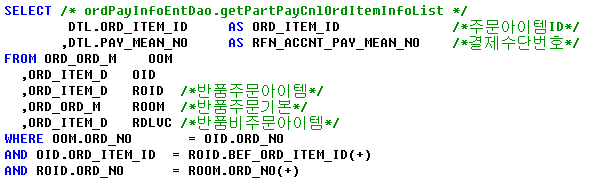 SELECT /* ordPayInfoEntDao.getPartPayCnlOrdItemInfoList */
DTL.ORD_ITEM_ID AS ORD_ITEM_ID /*주문아이템ID*/
,DTL.PAY_MEAN_NO AS RFN_ACCNT_PAY_MEAN_NO /*결제수단번호*/
FROM ORD_ORD_M OOM
,ORD_ITEM_D OID
,ORD_ITEM_D ROID /*반품주문아이템*/
,ORD_ORD_M ROOM /*반품주문기본*/
,ORD_ITEM_D RDLVC /*반품비주문아이템*/
WHERE OOM.ORD_NO = OID.ORD_NO
AND OID.ORD_ITEM_ID = ROID.BEF_ORD_ITEM_ID(+)
AND ROID.ORD_NO = ROOM.ORD_NO(+)